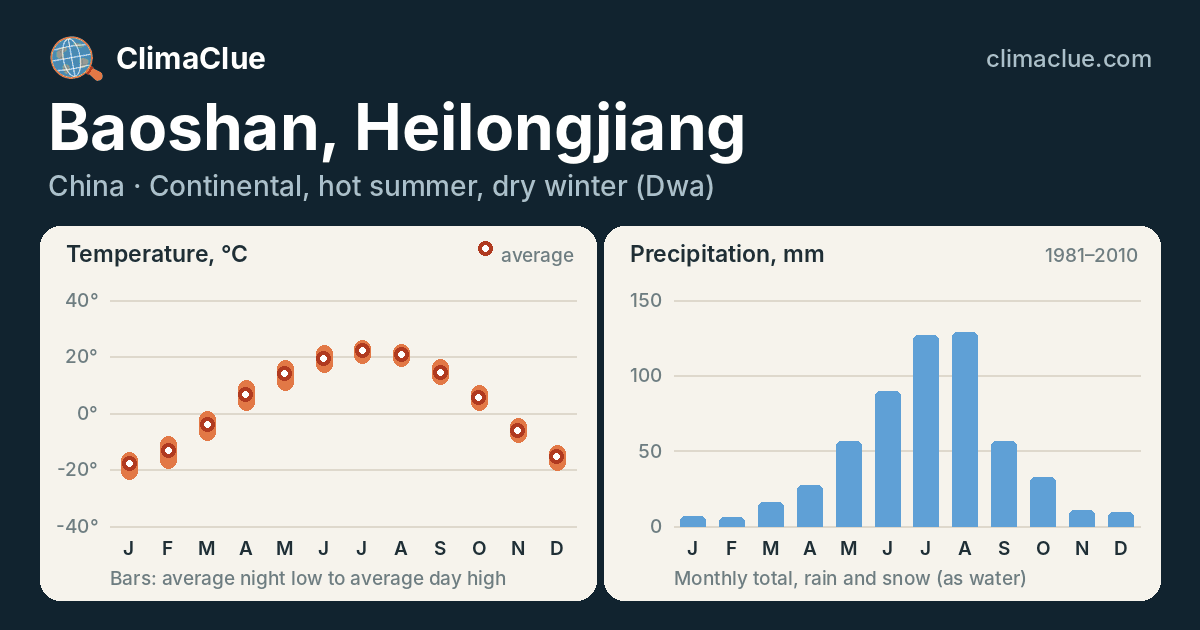 ClimaClue
climaclue.com
Baoshan, Heilongjiang
China · Continental, hot summer, dry winter (Dwa)
Temperature, °C
average
40°
20°
0°
-20°
-40°
J F M A M J J A S O N D
Bars: average night low to average day high
Precipitation, mm
1981–2010
150
100
50
0
J F M A M J J A S O N D
Monthly total, rain and snow (as water)